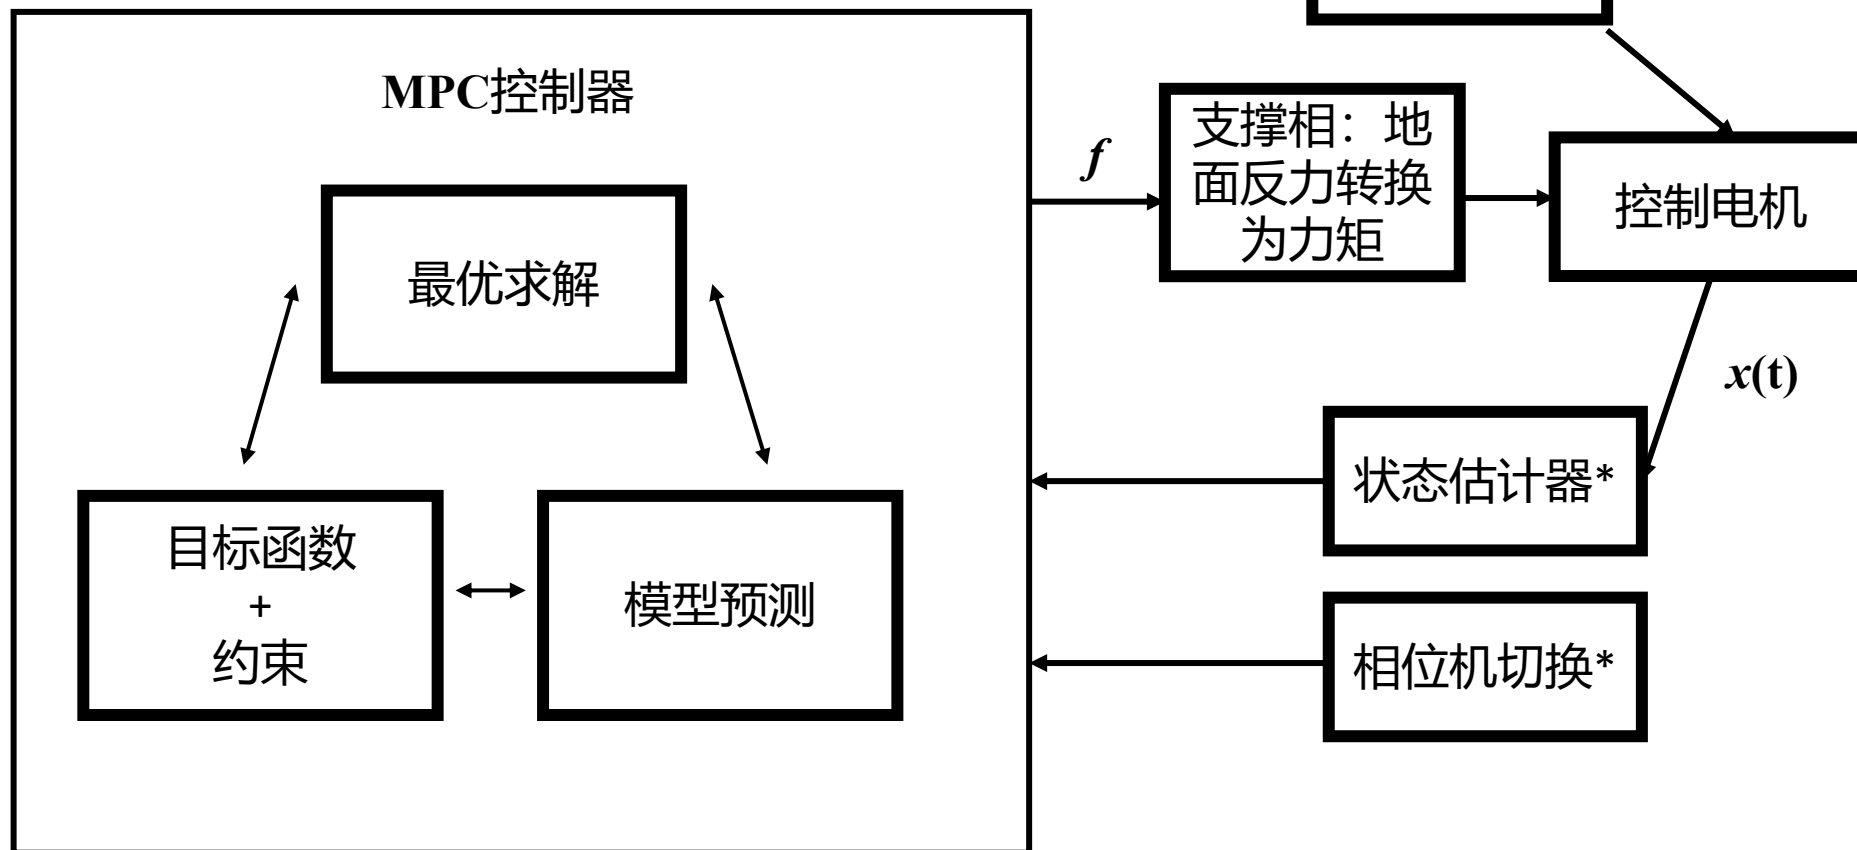 MPC控制器
最优求解
目标函数
+
约束
模型预测
f
支撑相：地
面反力转换
为力矩
控制电机
x(t)
状态估计器*
相位机切换*